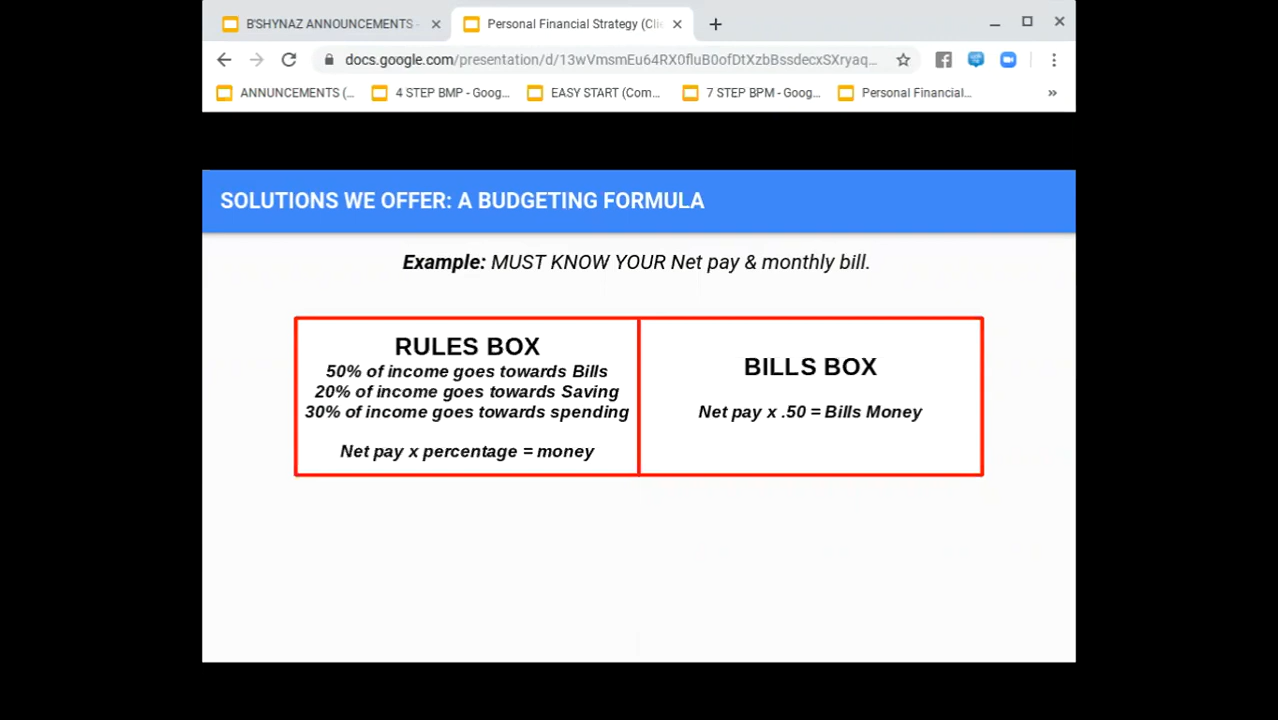 B'SHYNAZ ANNOUNCEMENTS -
Personal Financial Strategy (Clie
docs.google.com/presentation/d/13wVmsmEu64RX0fluB0ofDtXzbBssdecxSXryaq...
ANNUNCEMENTS (...
4 STEP BMP - Goog...
EASY START (Com...
7 STEP BPM - Goog...
Personal Financial...
SOLUTIONS WE OFFER: A BUDGETING FORMULA
Example: MUST KNOW YOUR Net pay & monthly bill.
RULES BOX
50% of income goes towards Bills
20% of income goes towards Saving
30% of income goes towards spending
Net pay x percentage = money
BILLS BOX
Net pay x .50 = Bills Money